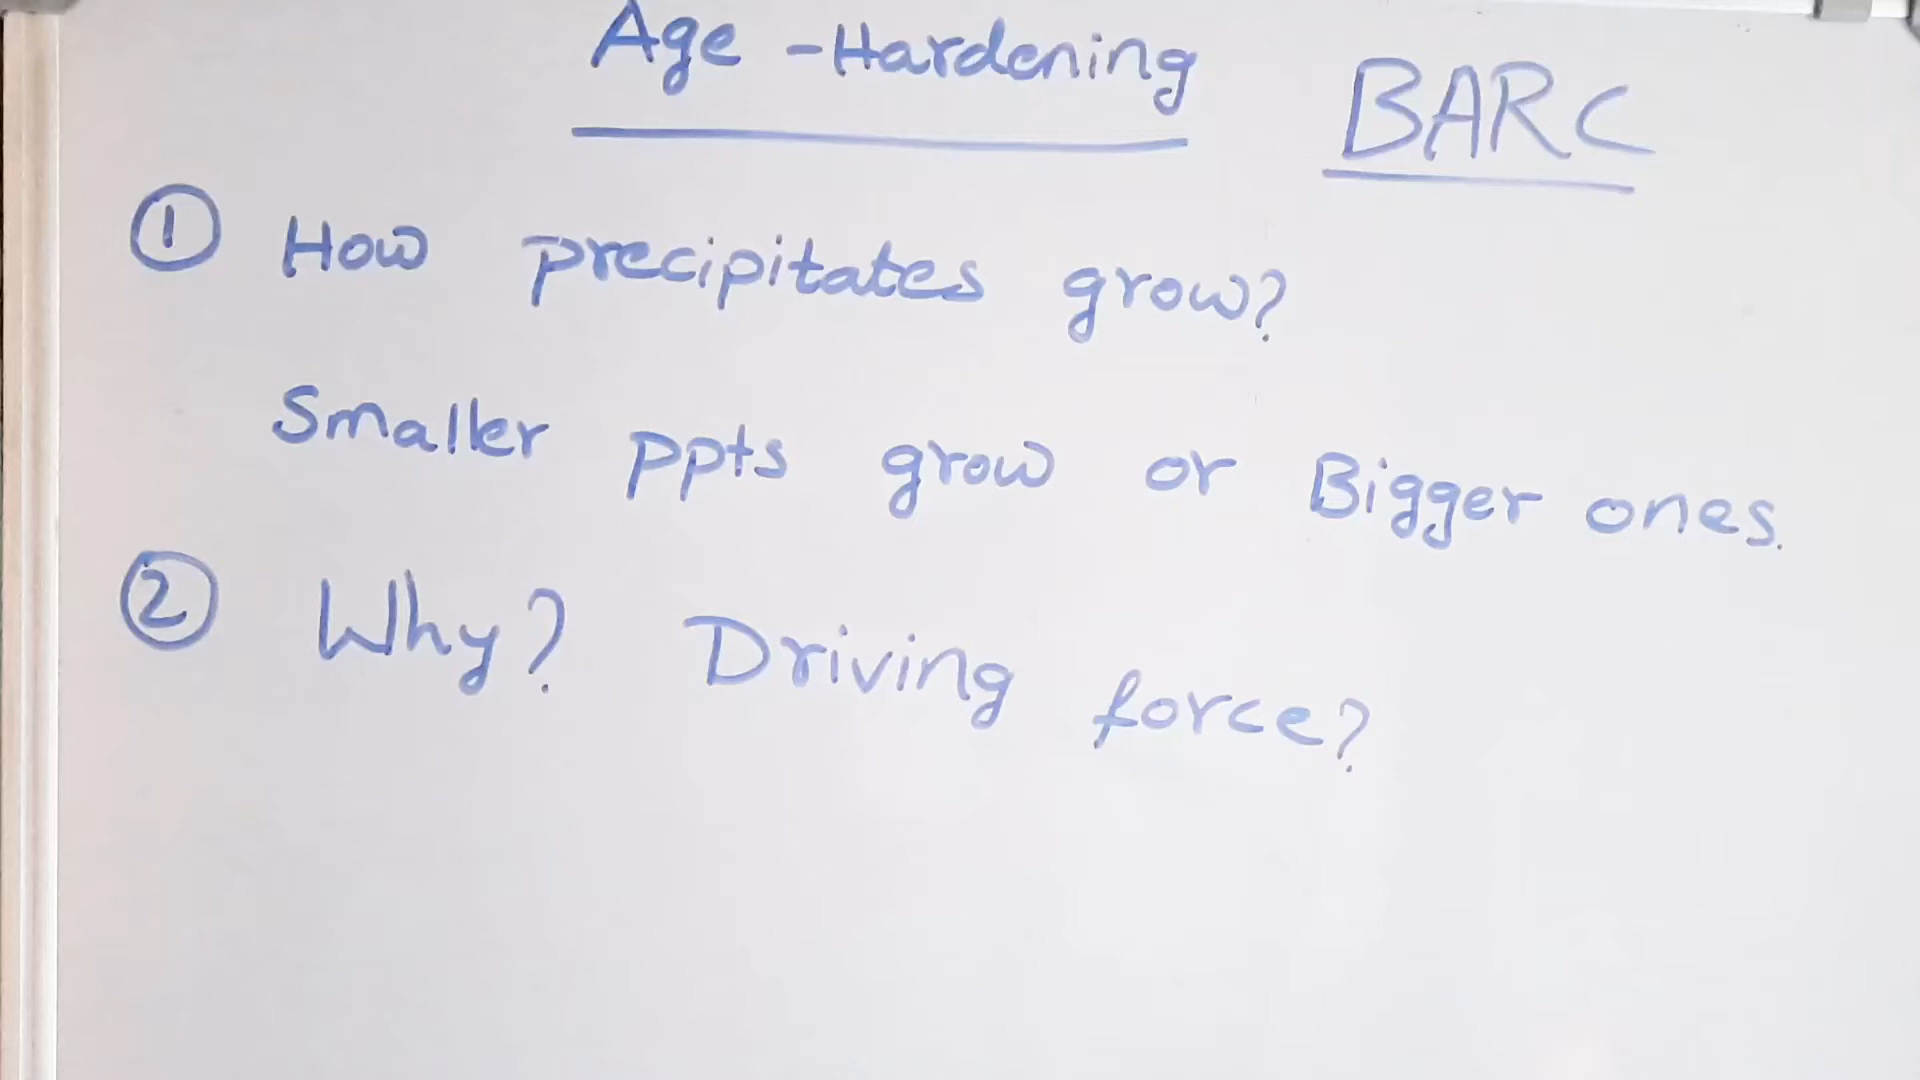 Age - Hardening
BARC
① How precipitates grow?
Smaller ppts grow or Bigger ones.
② Why? Driving force?